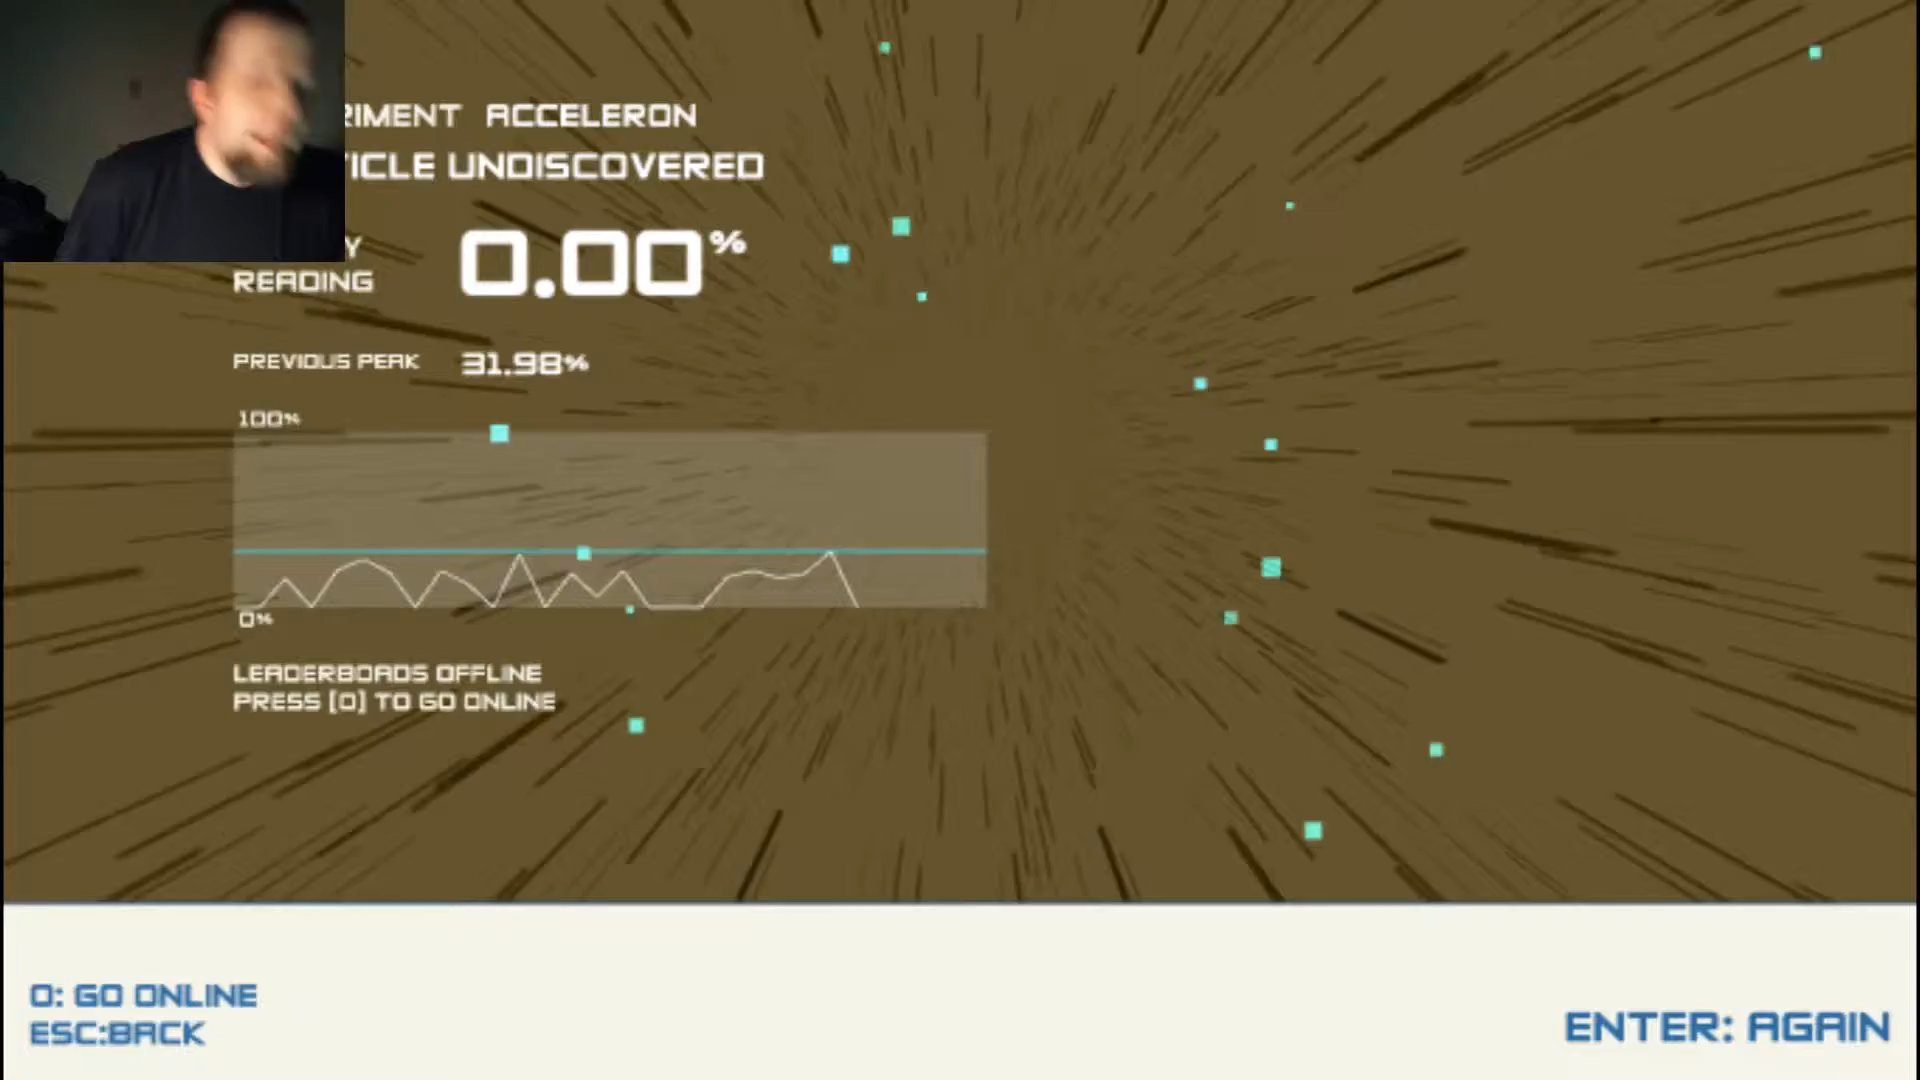 RIMENT ACCELERON
ICLE UNDISCOVERED
Y
READING
0.00%
PREVIOUS PEAK 31.98%
100%
0%
LEADERBOARDS OFFLINE
PRESS [O] TO GO ONLINE
O: GO ONLINE
ESC:BACK
ENTER: AGAIN